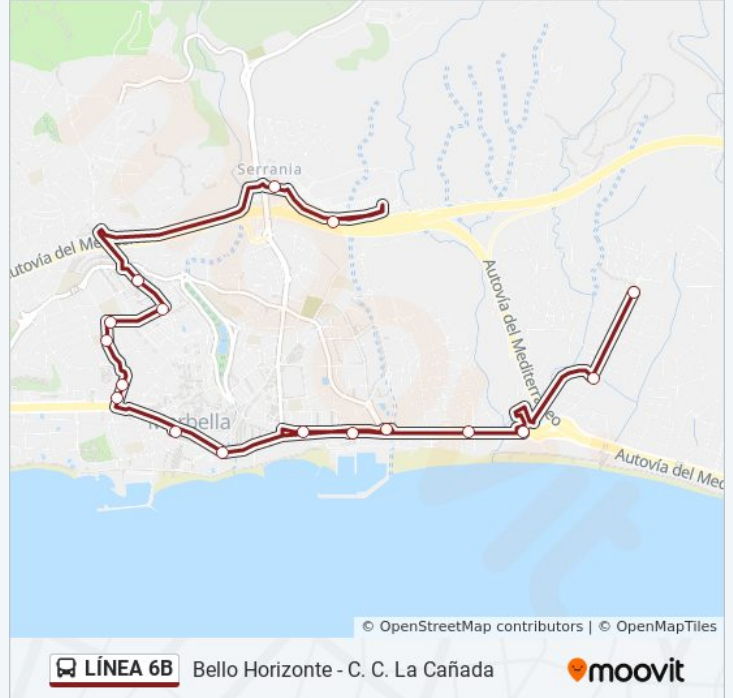 Serrania
utovía del Me
Autovía del Mediterráneo
Marbella
Autovía del Med
© OpenStreetMap contributors | © OpenMapTiles
LÍNEA 6B
Bello Horizonte - C. C. La Cañada
moovit